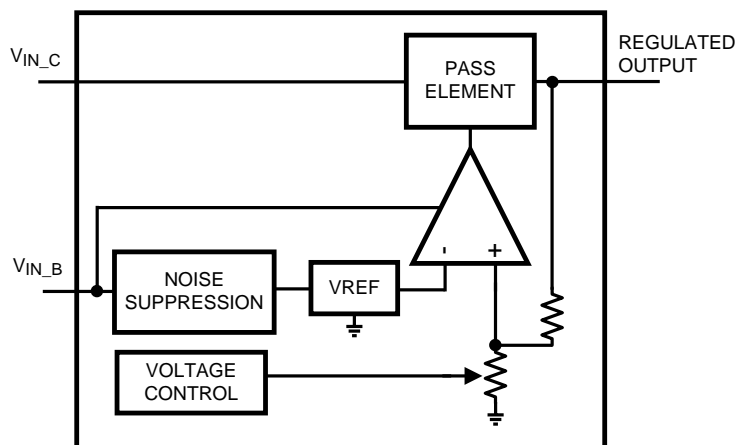 V_IN_C
PASS
ELEMENT
REGULATED
OUTPUT
V_IN_B
NOISE
SUPPRESSION
VREF
- +
VOLTAGE
CONTROL